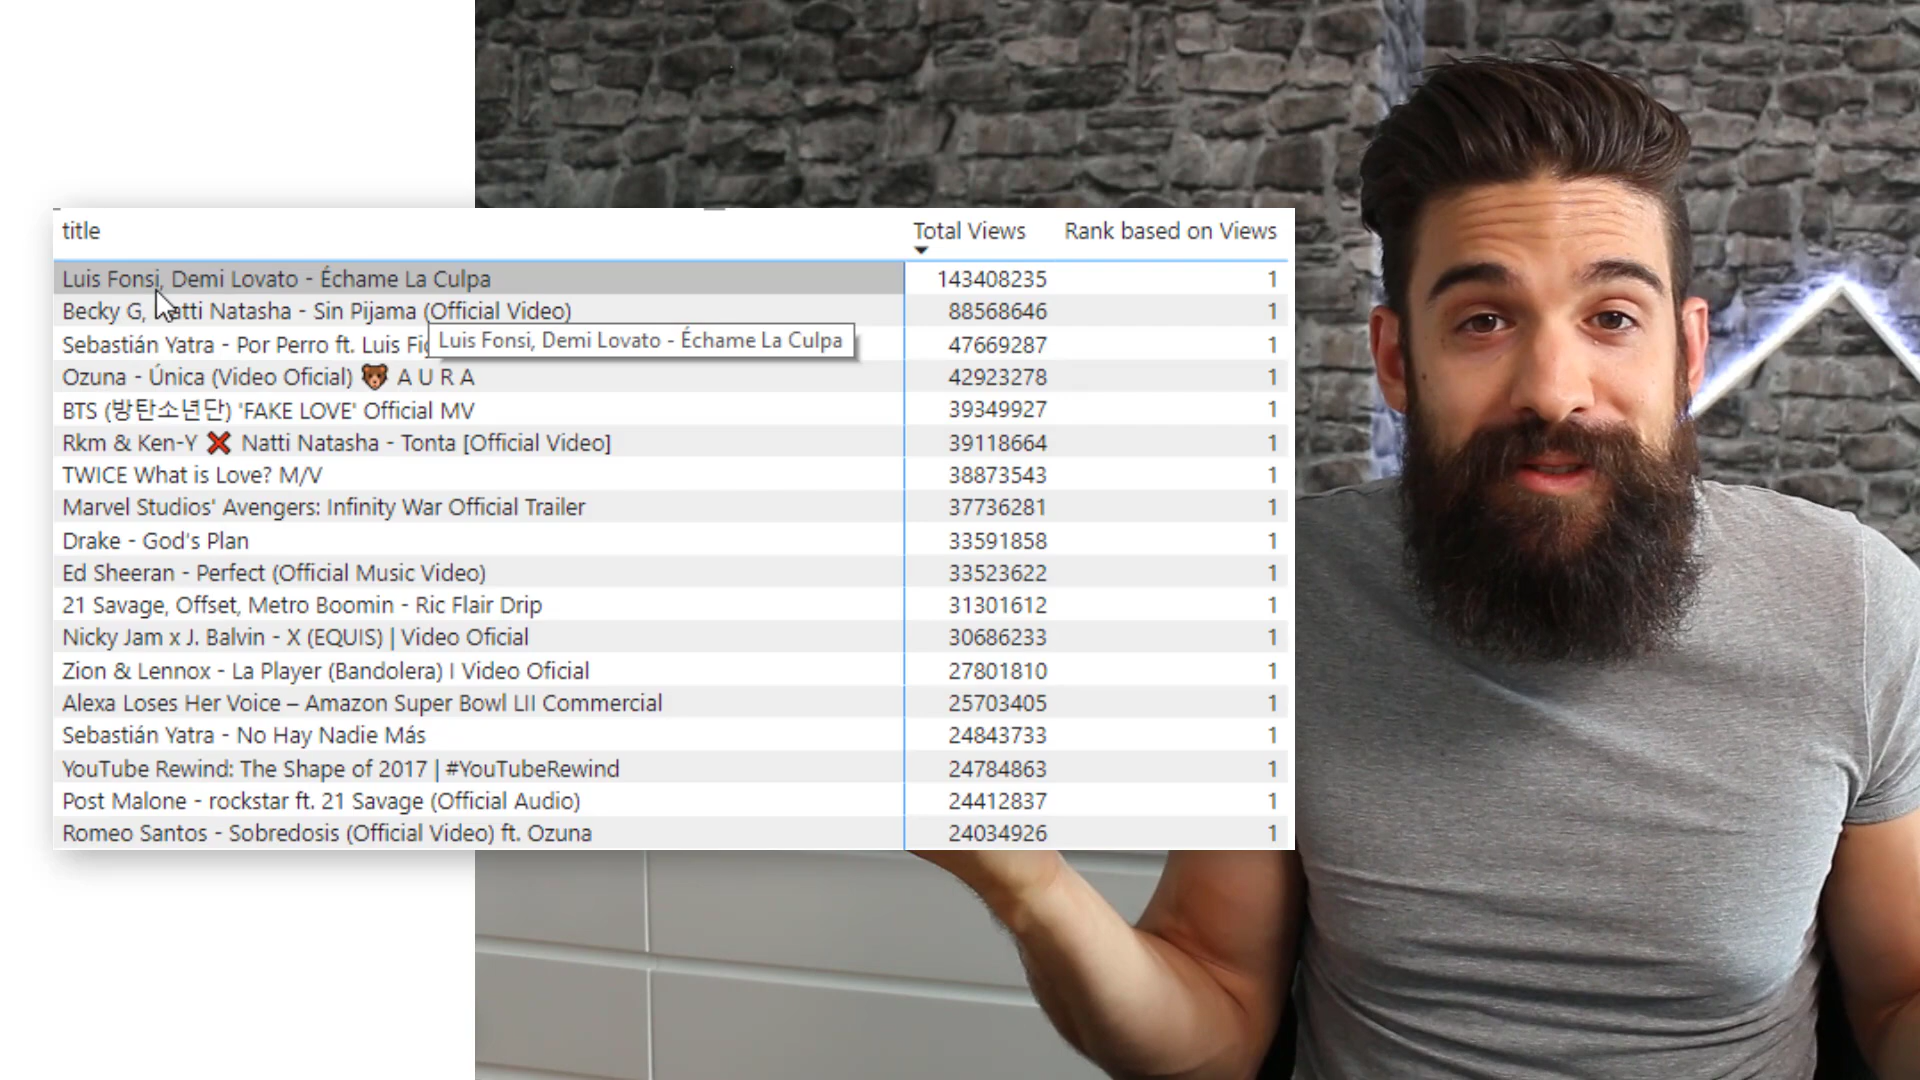 title Total Views Rank based on Views
Luis Fonsi, Demi Lovato - Échame La Culpa 143408235 1
Becky G, atti Natasha - Sin Pijama (Official Video) 88568646 1
Luis Fonsi, Demi Lovato - Échame La Culpa
Sebastián Yatra - Por Perro ft. Luis 47669287 1
Ozuna - Única (Video Oficial) 🐻 A U R A 42923278 1
BTS (방탄소년단) 'FAKE LOVE' Official MV 39349927 1
Rkm & Ken-Y ❌ Natti Natasha - Tonta [Official Video] 39118664 1
TWICE What is Love? M/V 38873543 1
Marvel Studios' Avengers: Infinity War Official Trailer 37736281 1
Drake - God's Plan 33591858 1
Ed Sheeran - Perfect (Official Music Video) 33523622 1
21 Savage, Offset, Metro Boomin - Ric Flair Drip 31301612 1
Nicky Jam x J. Balvin - X (EQUIS) | Video Oficial 30686233 1
Zion & Lennox - La Player (Bandolera) I Video Oficial 27801810 1
Alexa Loses Her Voice – Amazon Super Bowl LII Commercial 25703405 1
Sebastián Yatra - No Hay Nadie Más 24843733 1
YouTube Rewind: The Shape of 2017 | #YouTubeRewind 24784863 1
Post Malone - rockstar ft. 21 Savage (Official Audio) 24412837 1
Romeo Santos - Sobredosis (Official Video) ft. Ozuna 24034926 1